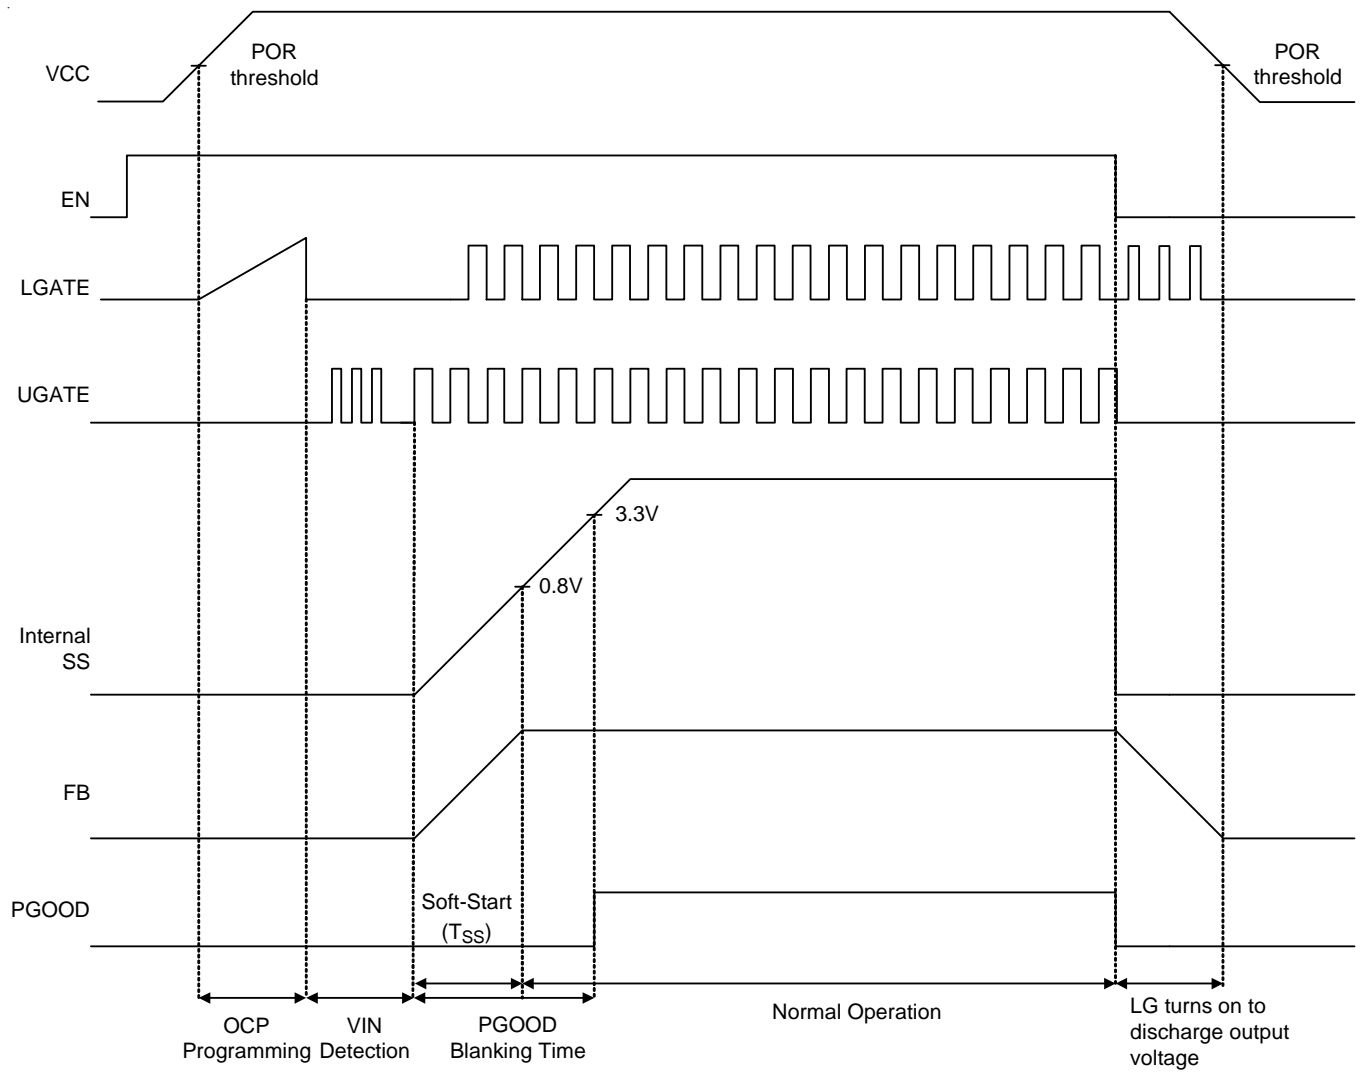 POR
threshold
VCC
POR
threshold
EN
LGATE
UGATE
3.3V
0.8V
Internal
SS
FB
PGOOD
Soft-Start
(TSS)
OCP
Programming
VIN
Detection
PGOOD
Blanking Time
Normal Operation
LG turns on to
discharge output
voltage